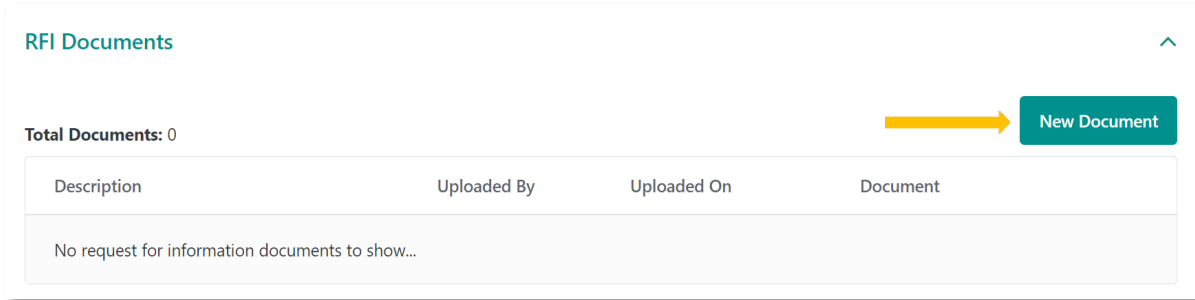 RFI Documents
Total Documents: 0
New Document
Description Uploaded By Uploaded On Document
No request for information documents to show...